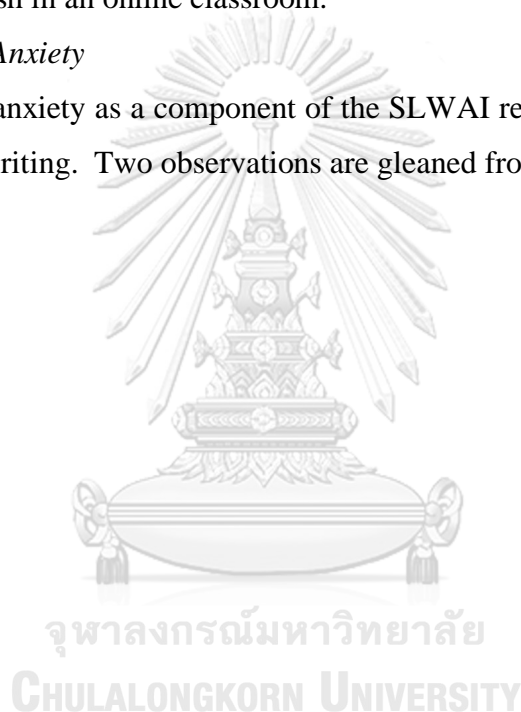 sh in an online classroom.
Anxiety
anxiety as a component of the SLWAI re
riting. Two observations are gleaned fro
จุฬาลงกรณ์มหาวิทยาลัย
CHULALONGKORN UNIVERSITY